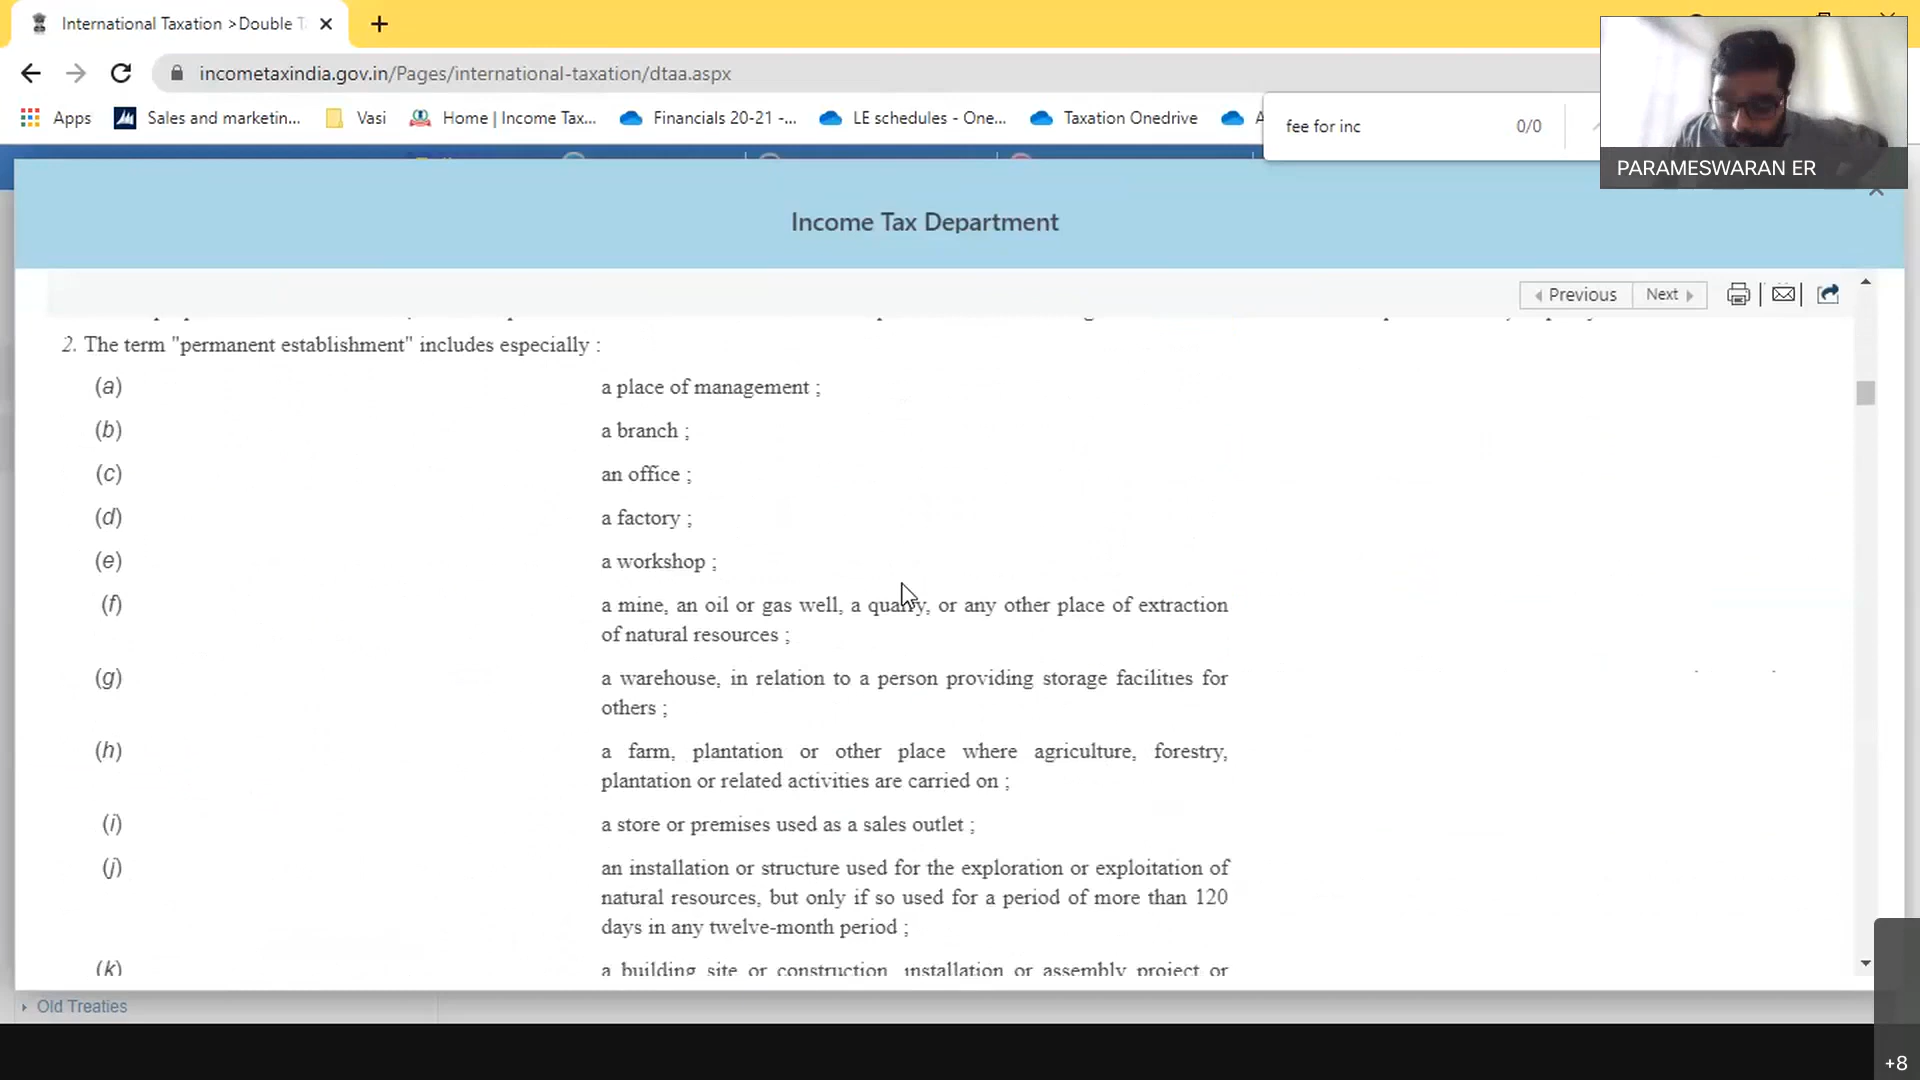 International Taxation >Double T
incometaxindia.gov.in/Pages/international-taxation/dtaa.aspx
Apps
Sales and marketin...
Vasi
Home | Income Tax...
Financials 20-21 -...
LE schedules - One...
Taxation Onedrive
A
fee for inc 0/0
PARAMESWARAN ER
Income Tax Department
Previous Next
2. The term "permanent establishment" includes especially :
(a) a place of management ;
(b) a branch ;
(c) an office ;
(d) a factory ;
(e) a workshop ;
(f) a mine, an oil or gas well, a quarry, or any other place of extraction
of natural resources ;
(g) a warehouse, in relation to a person providing storage facilities for
others ;
(h) a farm, plantation or other place where agriculture, forestry,
plantation or related activities are carried on ;
(i) a store or premises used as a sales outlet ;
(j) an installation or structure used for the exploration or exploitation of
natural resources, but only if so used for a period of more than 120
days in any twelve-month period ;
(k) a building site or construction, installation or assembly project or
Old Treaties
+8